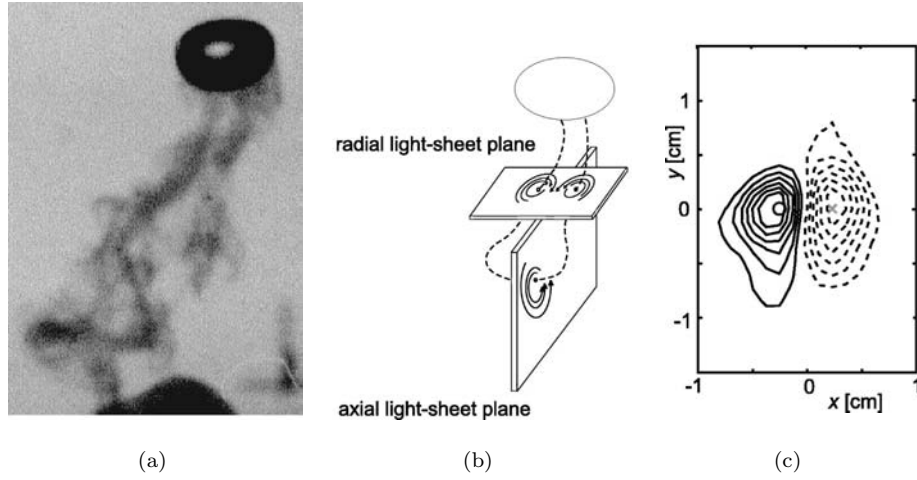 radial light-sheet plane
axial light-sheet plane
y [cm]
1
0
-1
-1
0
1
x [cm]
(a)
(b)
(c)